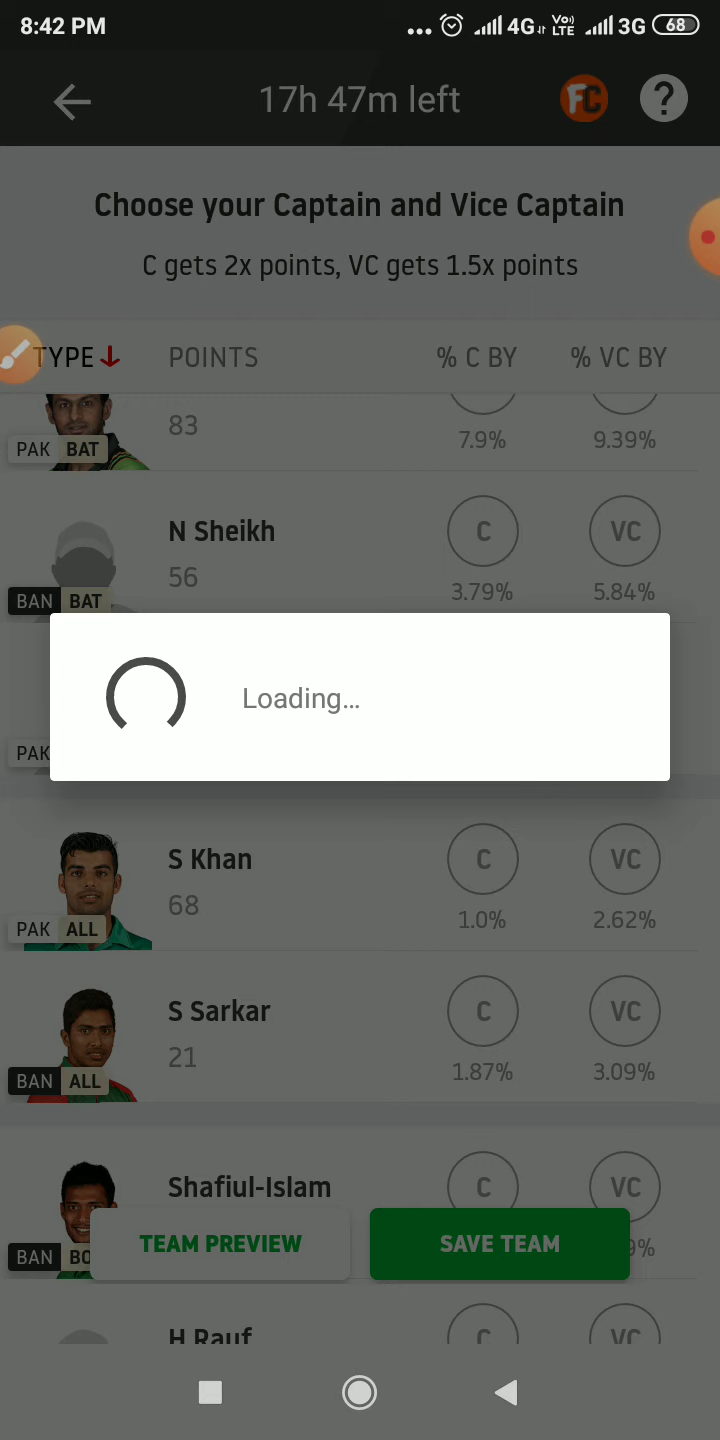 8:42 PM
4G VoLTE 3G 68
17h 47m left
FC ?
Choose your Captain and Vice Captain
C gets 2x points, VC gets 1.5x points
TYPE POINTS % C BY % VC BY
83
PAK BAT 7.9% 9.39%
N Sheikh C VC
56
BAN BAT 3.79% 5.84%
Loading...
PAK
S Khan C VC
68
PAK ALL 1.0% 2.62%
S Sarkar C VC
21
BAN ALL 1.87% 3.09%
Shafiul-Islam C VC
BAN
TEAM PREVIEW SAVE TEAM
H Rauf C VC